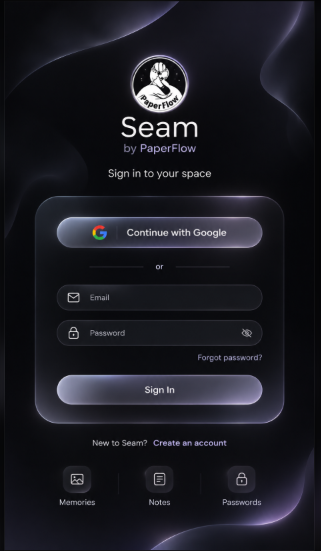 PaperFlow
Seam
by PaperFlow
Sign in to your space
Continue with Google
or
Email
Password
Forgot password?
Sign In
New to Seam? Create an account
Memories Notes Passwords